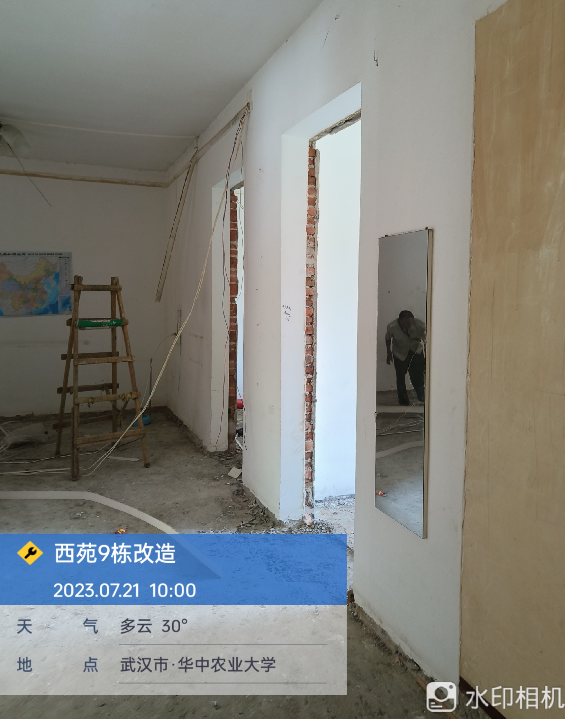 西苑9栋改造
2023.07.21 10:00
天 气 多云 30°
地 点 武汉市·华中农业大学
水印相机